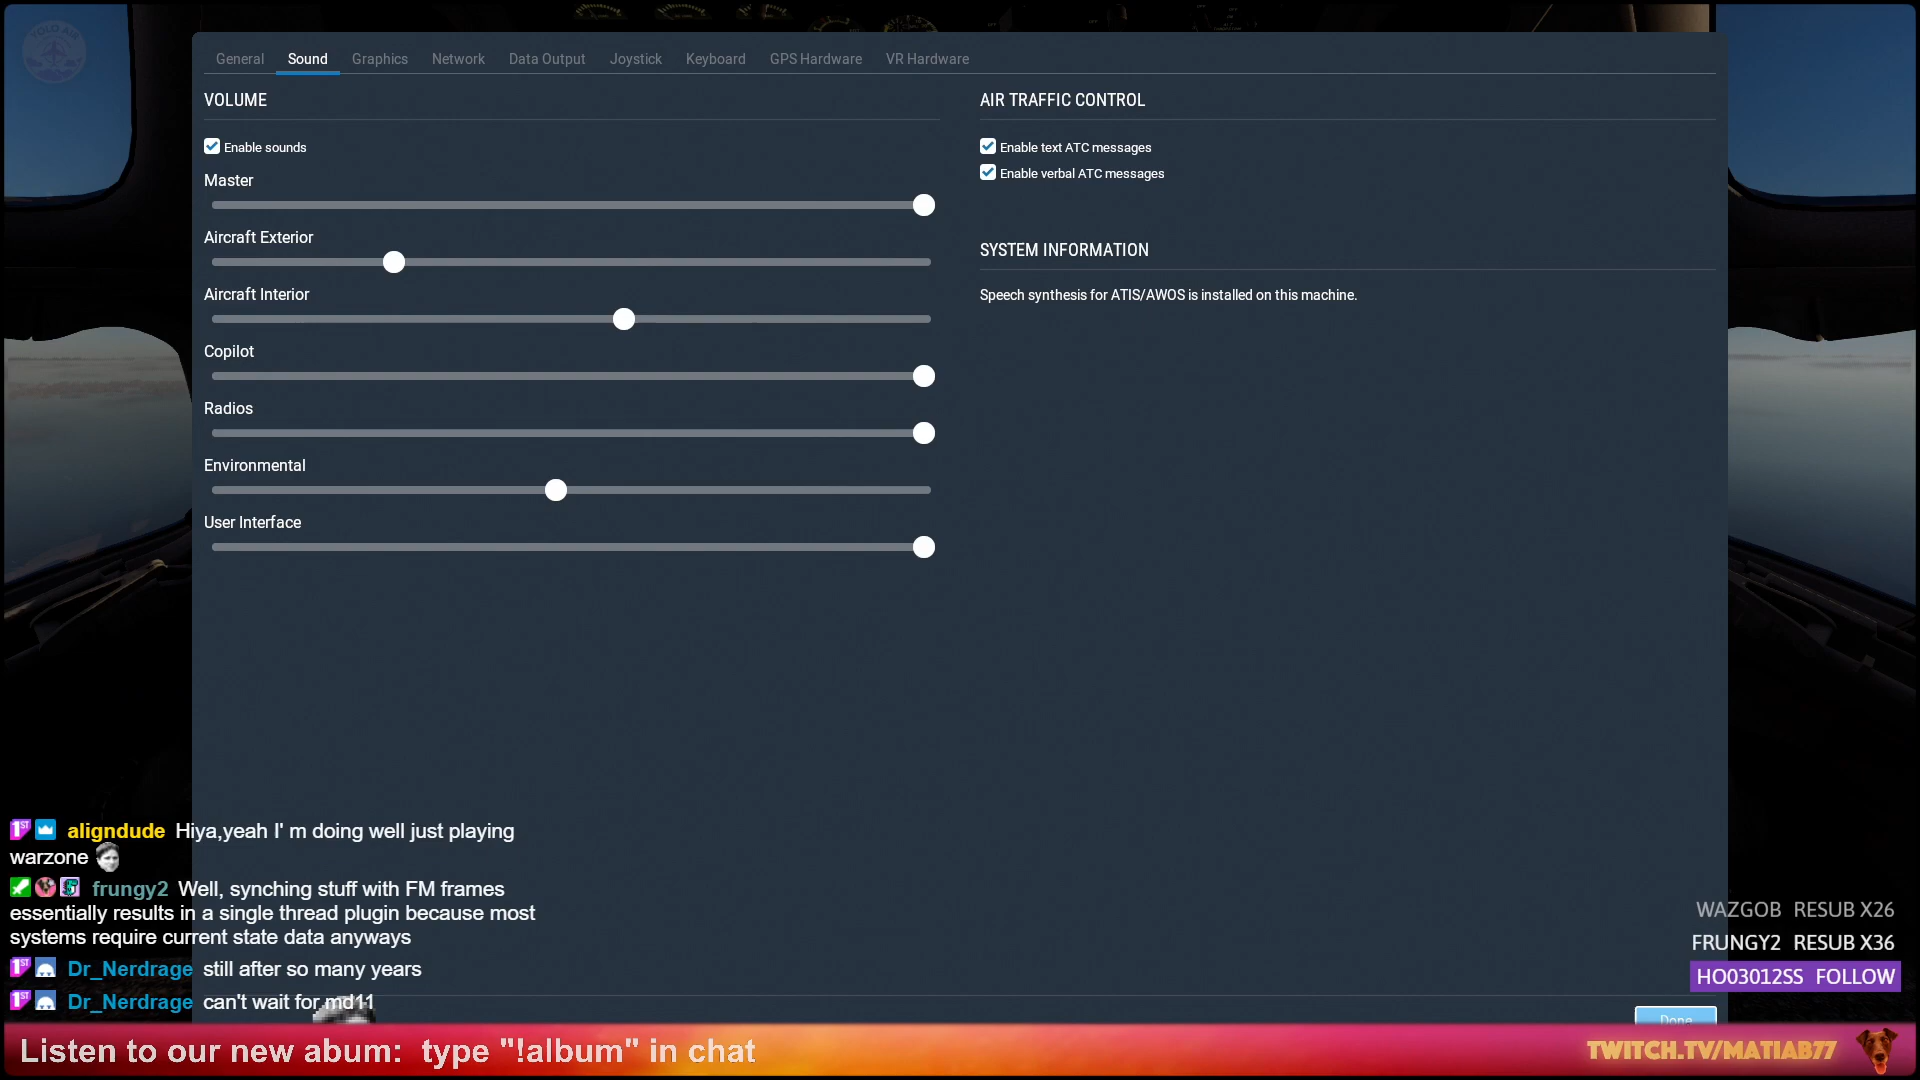 YOLO AIR
General Sound Graphics Network Data Output Joystick Keyboard GPS Hardware VR Hardware
VOLUME
Enable sounds
Master
Aircraft Exterior
Aircraft Interior
Copilot
Radios
Environmental
User Interface
AIR TRAFFIC CONTROL
Enable text ATC messages
Enable verbal ATC messages
SYSTEM INFORMATION
Speech synthesis for ATIS/AWOS is installed on this machine.
aligndude Hiya,yeah I' m doing well just playing
warzone
frungy2 Well, synching stuff with FM frames
essentially results in a single thread plugin because most
systems require current state data anyways
Dr_Nerdrage still after so many years
Dr_Nerdrage can't wait for md11
WAZGOB RESUB X26
FRUNGY2 RESUB X36
HO03012SS FOLLOW
Done
Listen to our new abum: type "!album" in chat
TWITCH.TV/MATIAB77